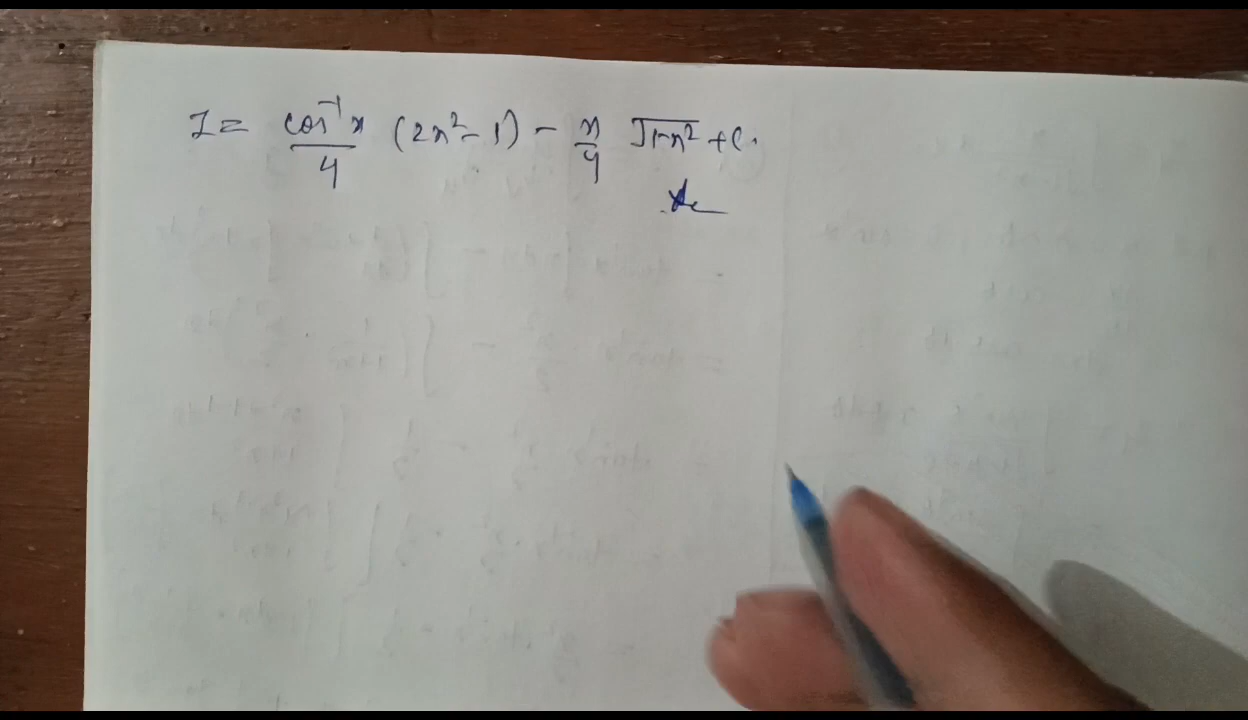 I = cos⁻¹x/4 (2x² - 1) - x/4 √1-x² + C.